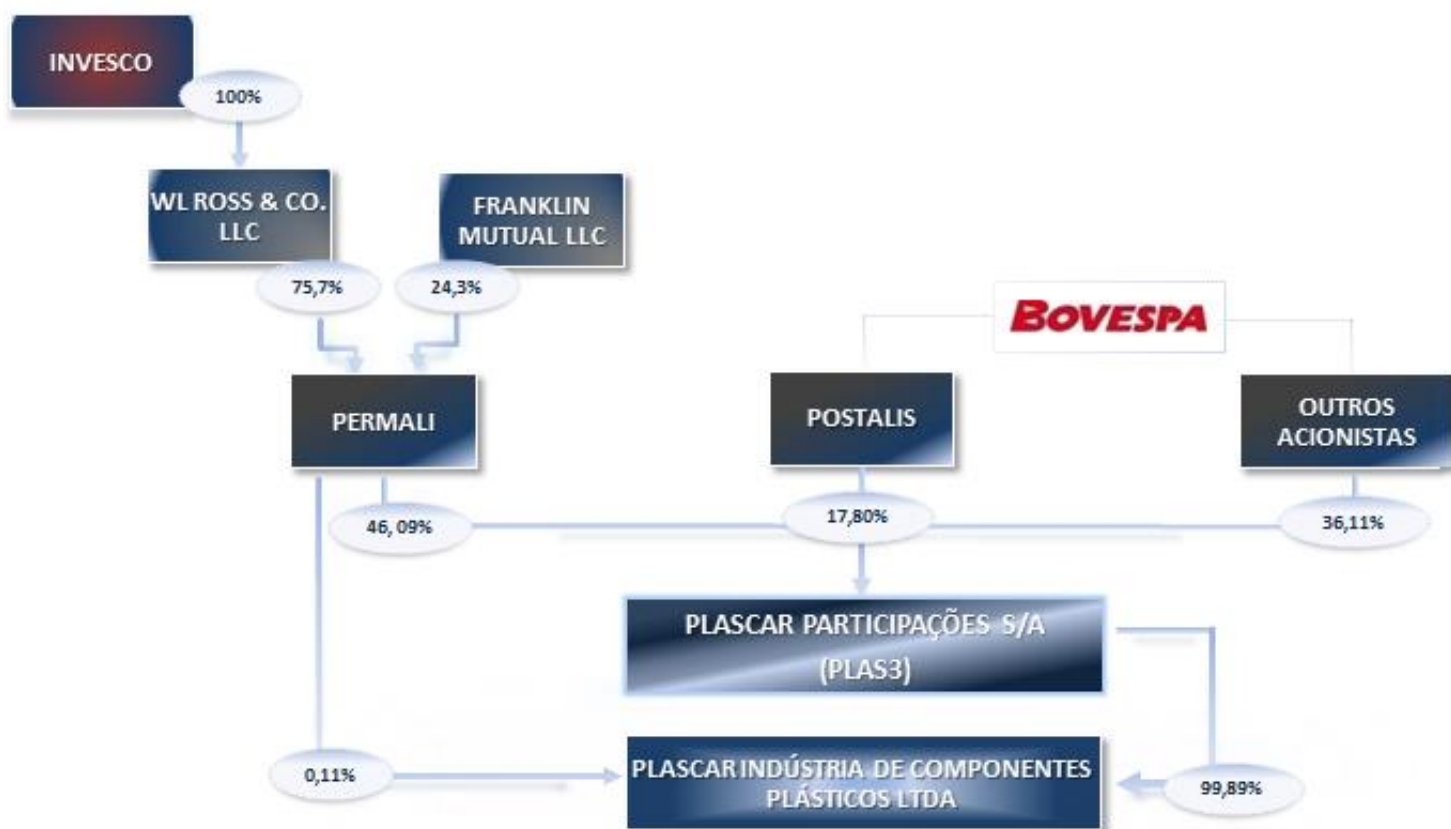 INVESCO
100%
WL ROSS & CO.
LLC
FRANKLIN
MUTUAL LLC
75,7%
24,3%
BOVESPA
PERMALI
POSTALIS
OUTROS
ACIONISTAS
46, 09%
17,80%
36,11%
PLASCAR PARTICIPAÇÕES S/A
(PLAS3)
0,11%
PLASCAR INDÚSTRIA DE COMPONENTES
PLÁSTICOS LTDA
99,89%